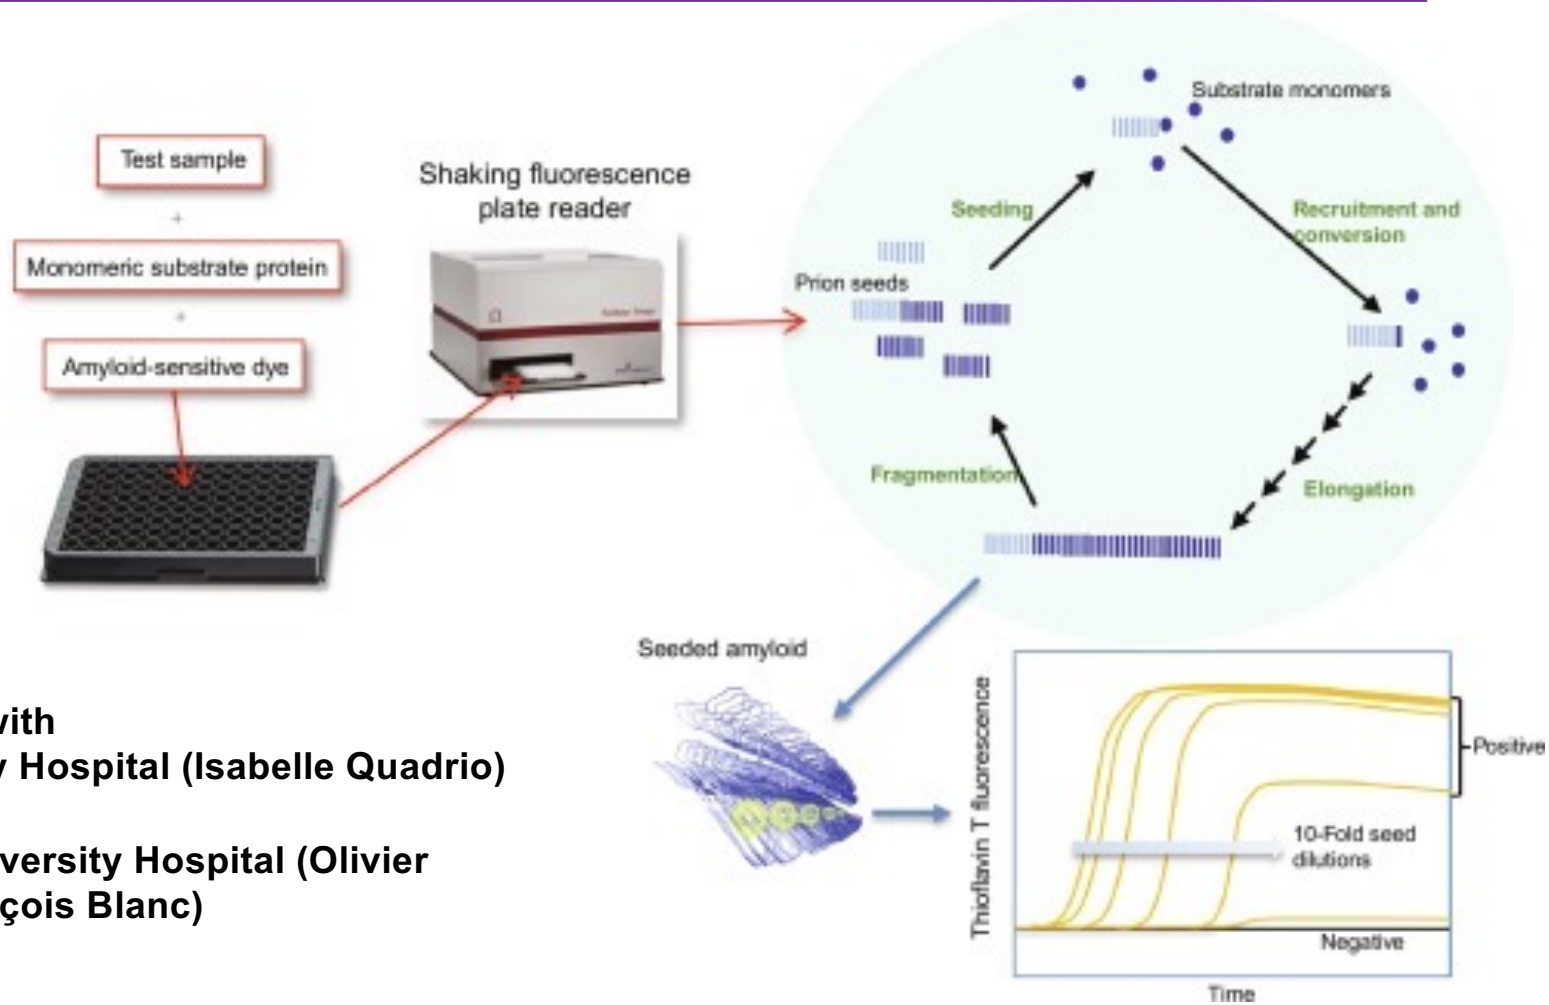 Test sample
+
Monomeric substrate protein
+
Amyloid-sensitive dye
Shaking fluorescence
plate reader
Substrate monomers
Seeding
Recruitment and
conversion
Prion seeds
Fragmentation
Elongation
Seeded amyloid
Thioflavin T fluorescence
Positive
10-Fold seed
dilutions
Negative
Time
with
y Hospital (Isabelle Quadrio)
versity Hospital (Olivier
çois Blanc)